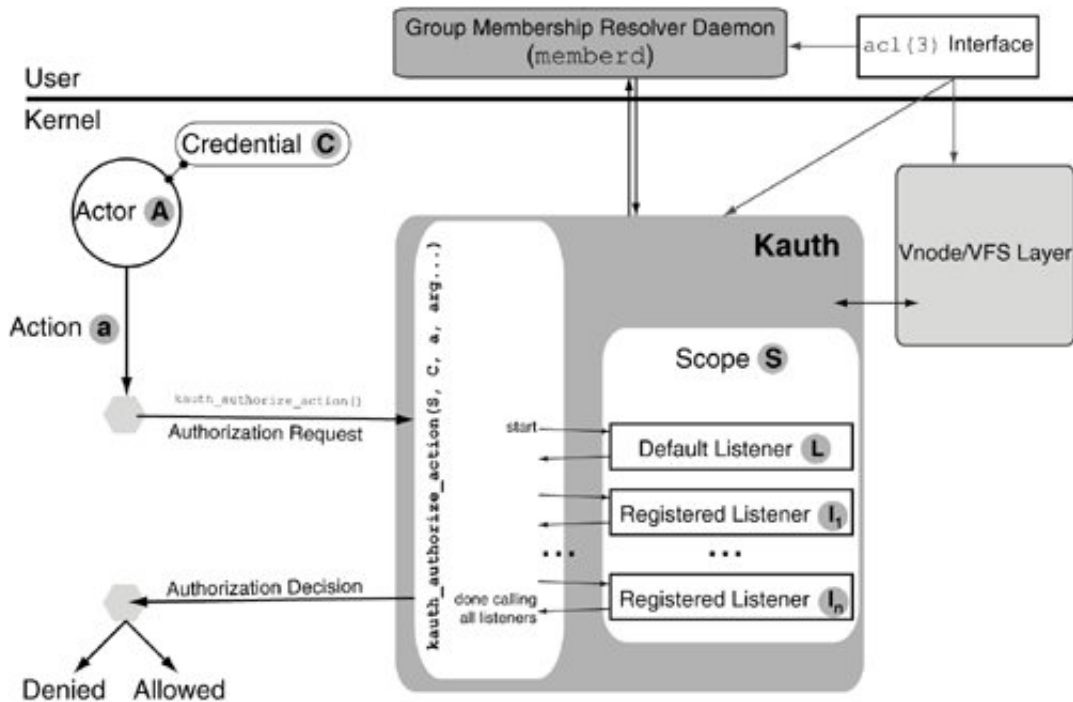 Group Membership Resolver Daemon
(memberd)
acl(3) Interface
User
Kernel
Credential C
Actor A
Kauth
Vnode/VFS Layer
Action a
kauth_authorize_action(S, C, a, arg...)
Scope S
kauth_authorize_action()
Authorization Request
start
Default Listener L
Registered Listener l1
... ...
Authorization Decision
Registered Listener ln
done calling
all listeners
Denied Allowed